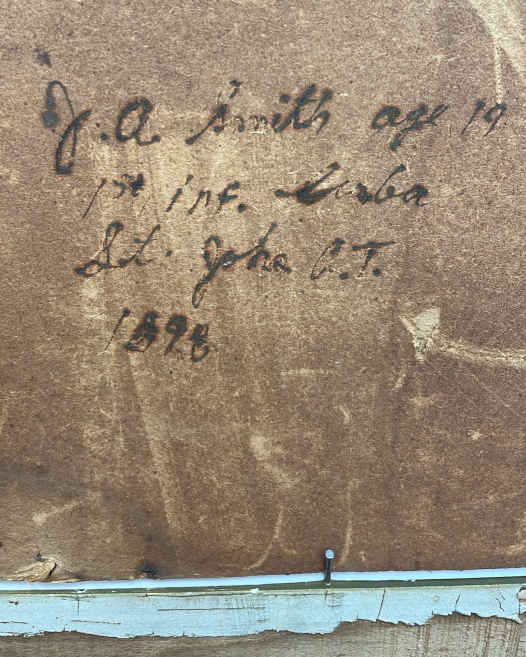 J. A. Smith age 19
1st inf. Cuba
St. John A.T.
1898